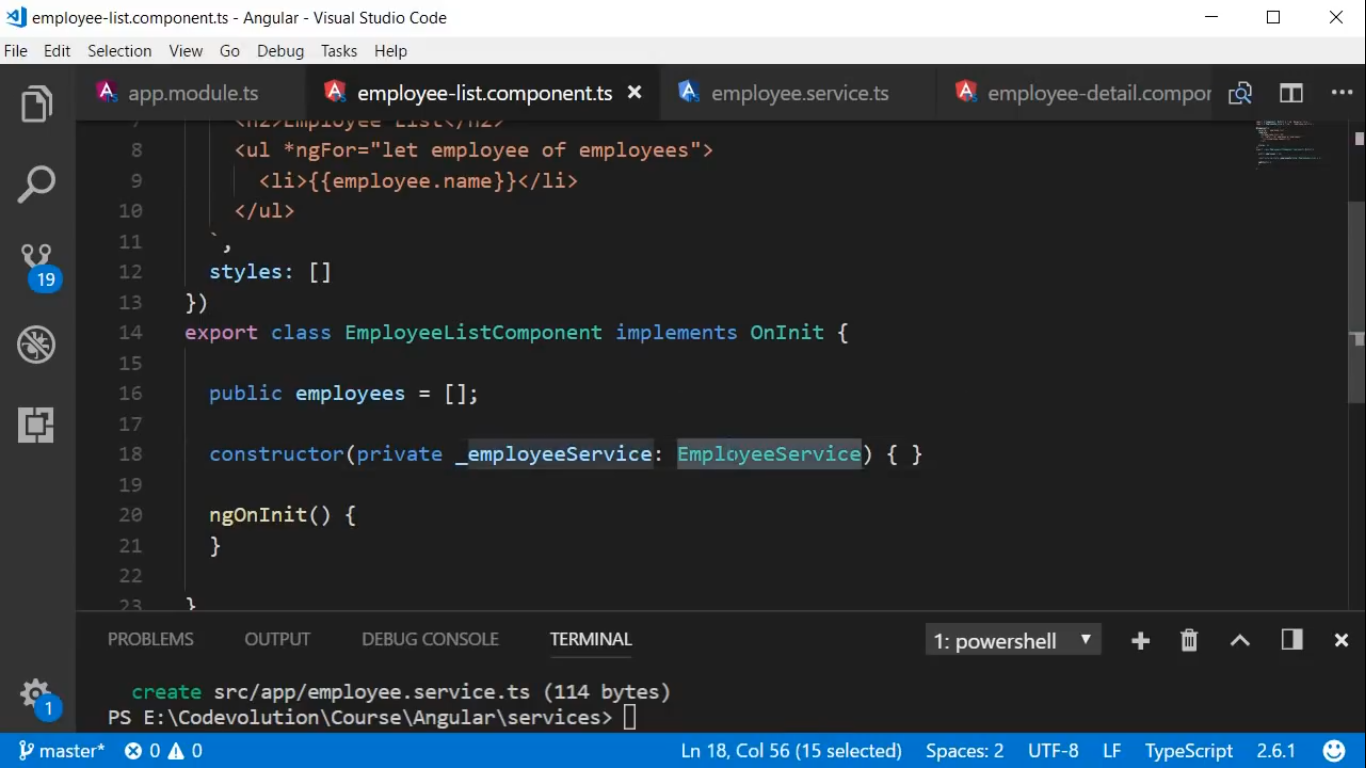 employee-list.component.ts - Angular - Visual Studio Code
File Edit Selection View Go Debug Tasks Help
app.module.ts employee-list.component.ts employee.service.ts employee-detail.compor
7 <h2>Employee List</h2>
8 <ul *ngFor="let employee of employees">
9 <li>{{employee.name}}</li>
10 </ul>
11 `,
12 styles: []
13 })
14 export class EmployeeListComponent implements OnInit {
15
16 public employees = [];
17
18 constructor(private _employeeService: EmployeeService) { }
19
20 ngOnInit() {
21 }
22
23 }
19
1
PROBLEMS OUTPUT DEBUG CONSOLE TERMINAL 1: powershell
create src/app/employee.service.ts (114 bytes)
PS E:\Codevolution\Course\Angular\services>
master* 0 0 Ln 18, Col 56 (15 selected) Spaces: 2 UTF-8 LF TypeScript 2.6.1